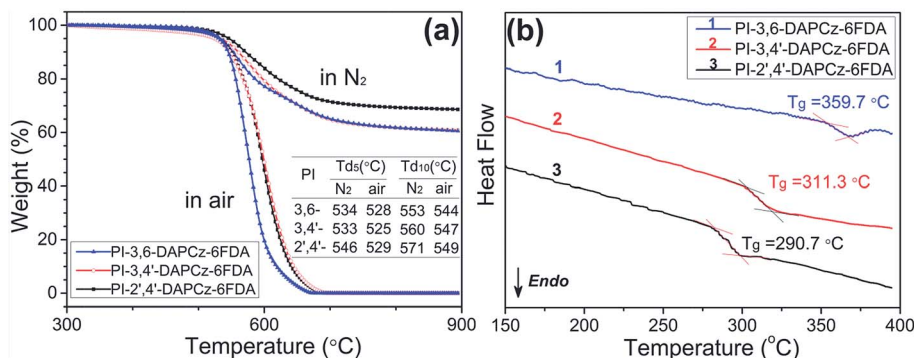 (a)
100
90
80
70
60
50
40
30
20
10
0
Weight (%)
in N₂
in air
PI Td₅(°C) Td₁₀(°C)
N₂ air N₂ air
3,6- 534 528 553 544
3,4'- 533 525 560 547
2',4'- 546 529 571 549
PI-3,6-DAPCz-6FDA
PI-3,4'-DAPCz-6FDA
PI-2',4'-DAPCz-6FDA
300 600 900
Temperature (°C)
(b)
1 PI-3,6-DAPCz-6FDA
2 PI-3,4'-DAPCz-6FDA
3 PI-2',4'-DAPCz-6FDA
Heat Flow
1
Tg =359.7 °C
2
Tg =311.3 °C
3
Tg =290.7 °C
Endo
150 200 250 300 350 400
Temperature (°C)